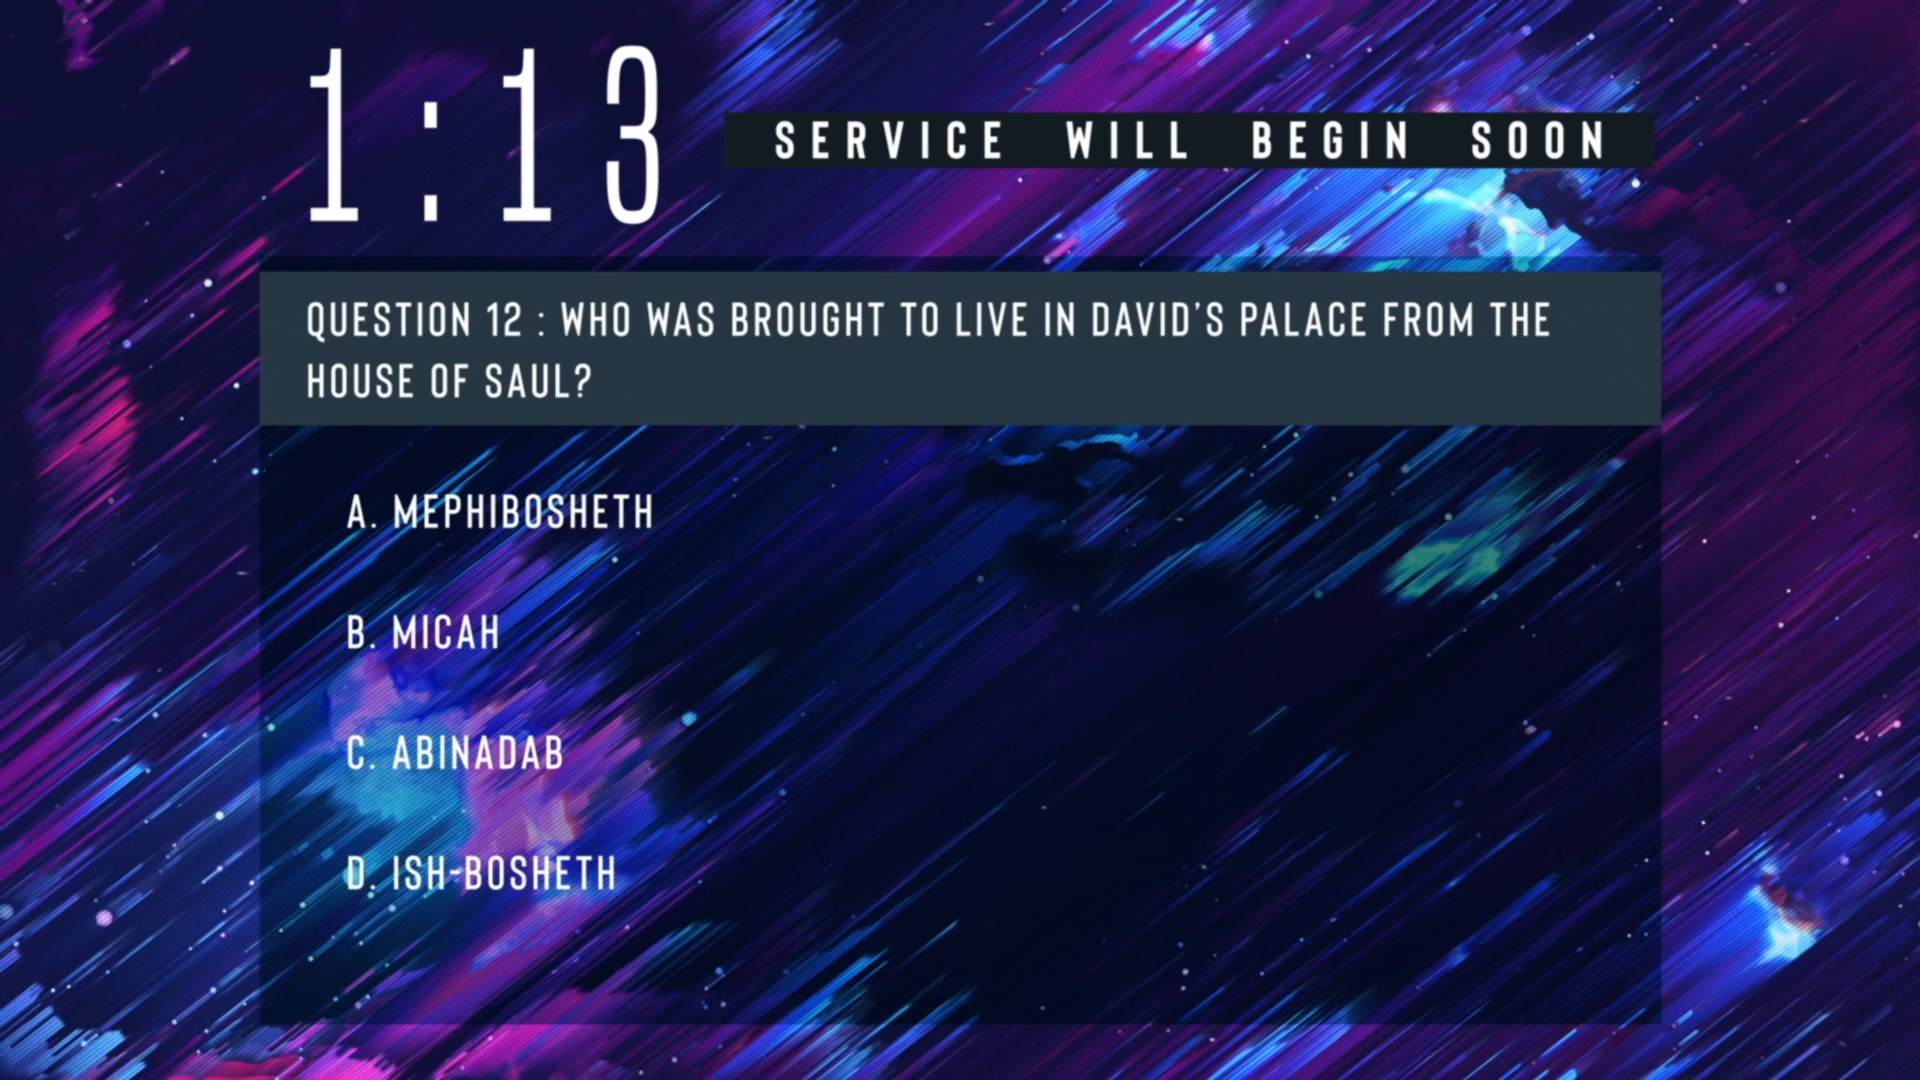 1:13
SERVICE WILL BEGIN SOON
QUESTION 12 : WHO WAS BROUGHT TO LIVE IN DAVID'S PALACE FROM THE
HOUSE OF SAUL?
A. MEPHIBOSHETH
B. MICAH
C. ABINADAB
D. ISH-BOSHETH